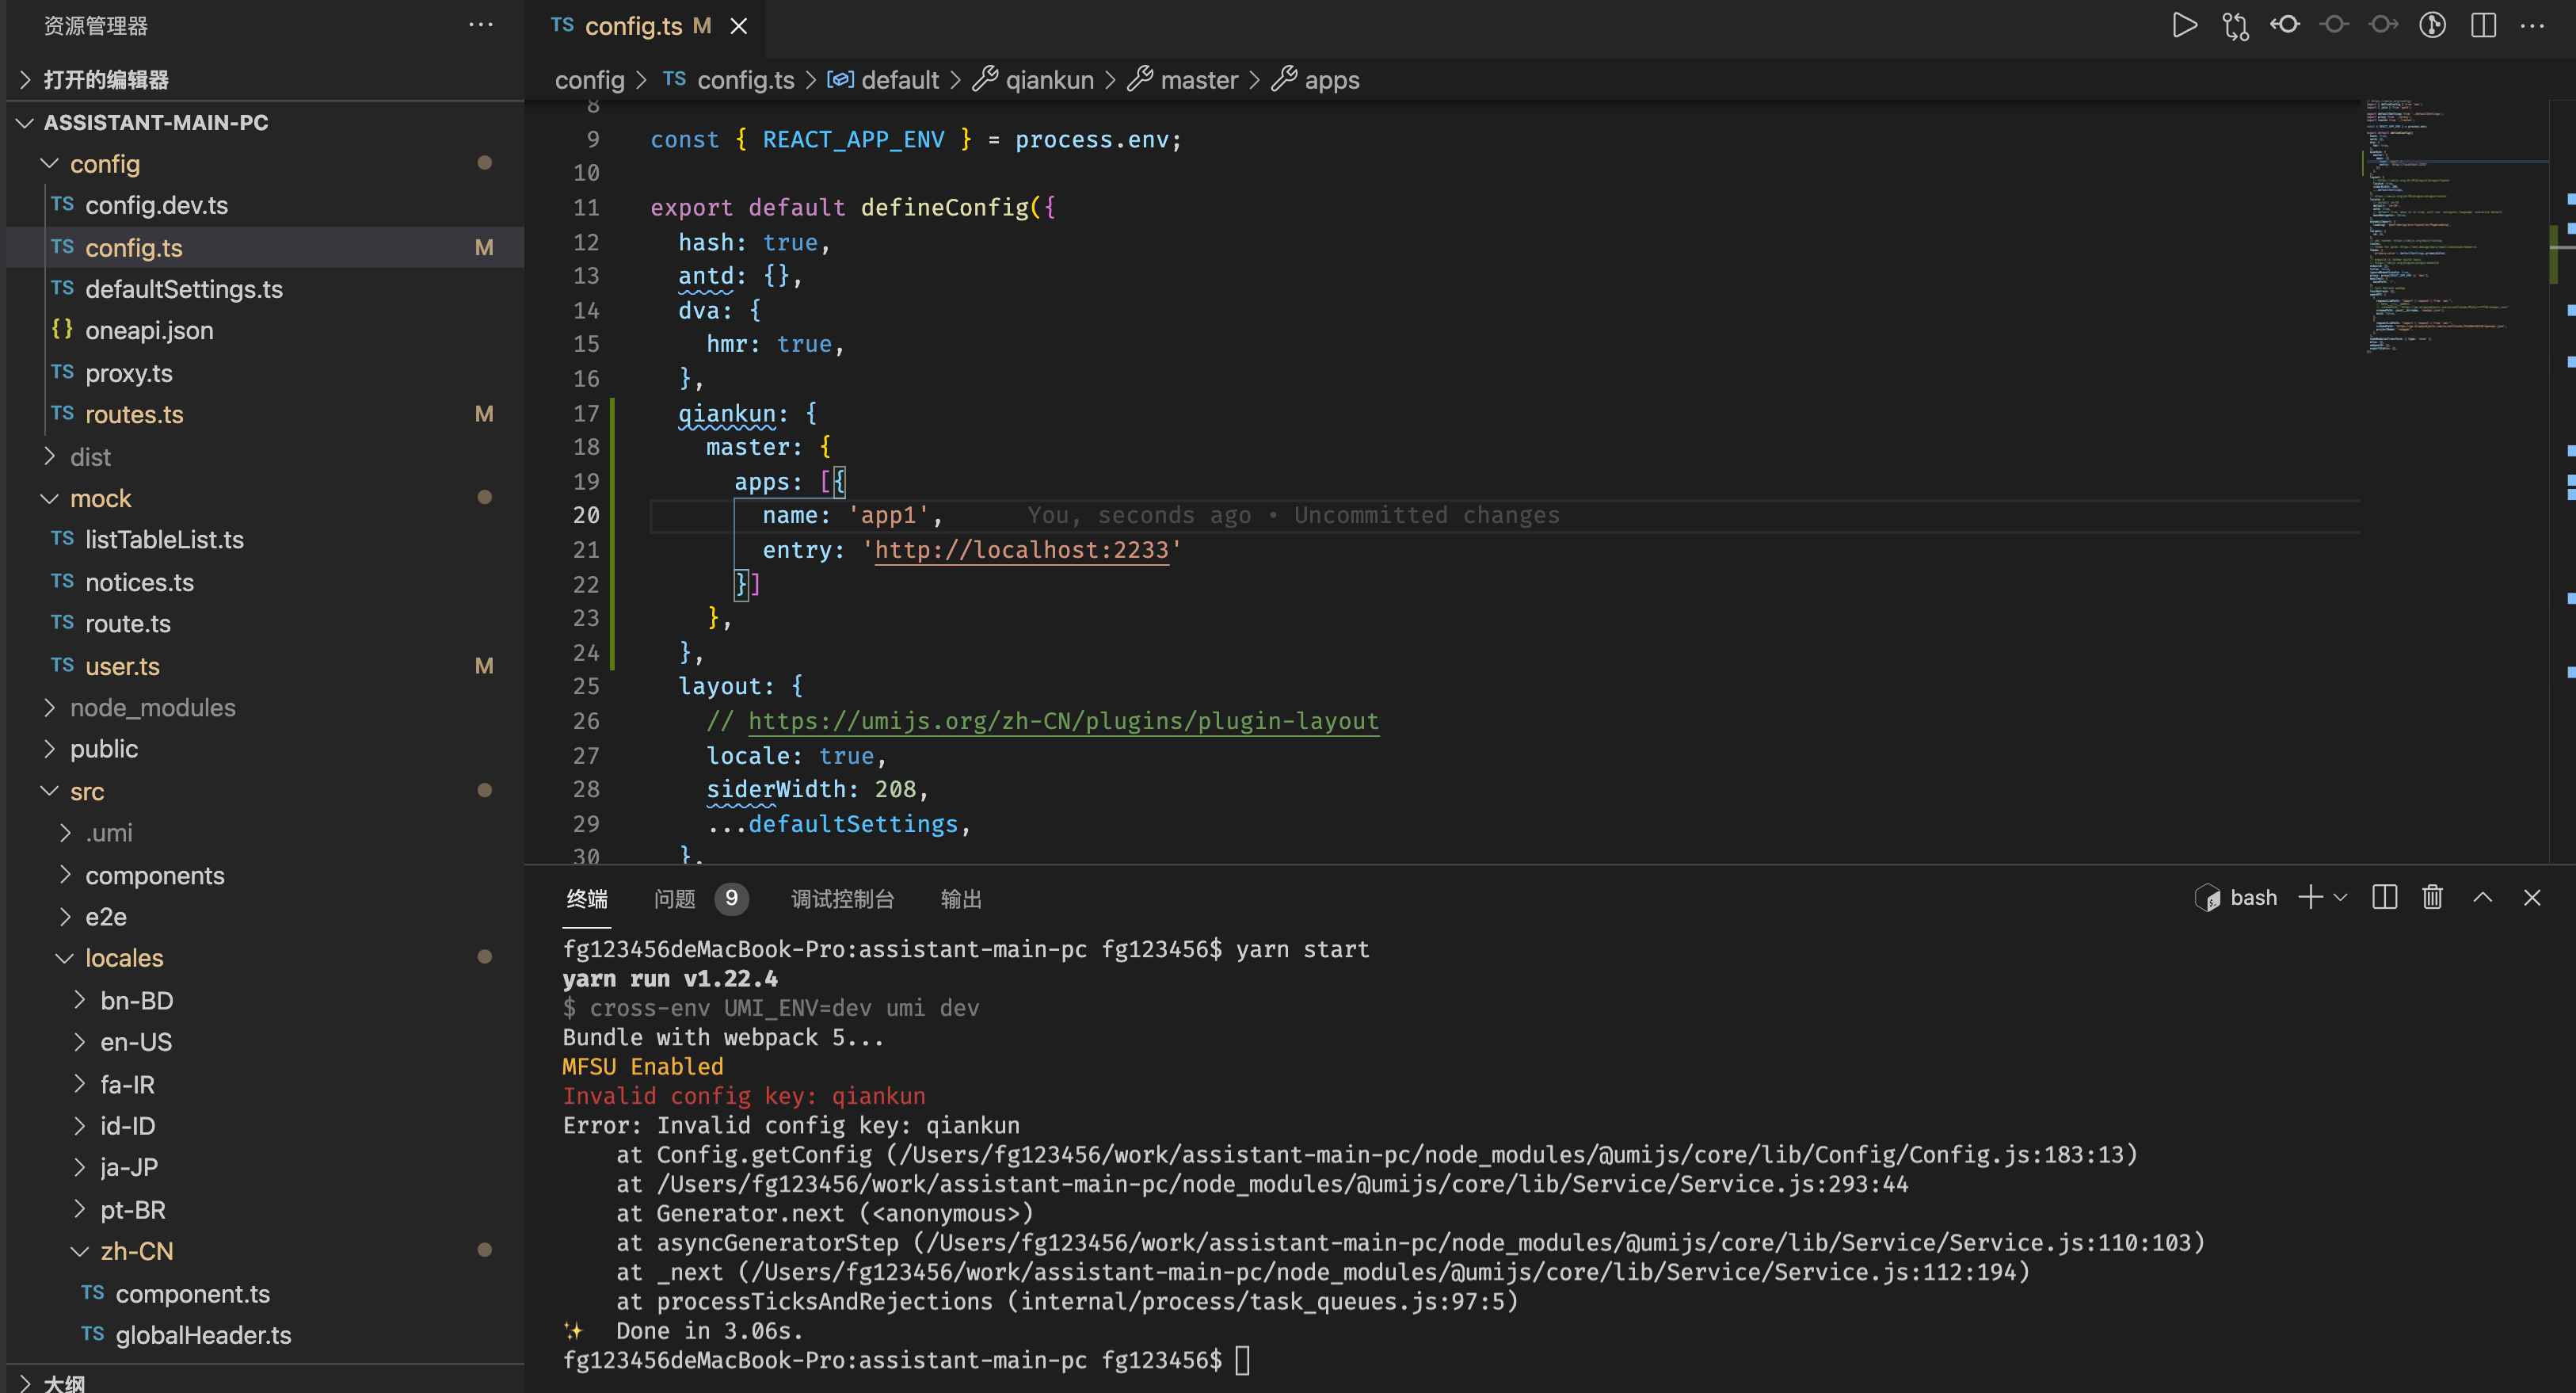 资源管理器
打开的编辑器
ASSISTANT-MAIN-PC
config
TS config.dev.ts
TS config.ts M
TS defaultSettings.ts
{} oneapi.json
TS proxy.ts
TS routes.ts M
dist
mock
TS listTableList.ts
TS notices.ts
TS route.ts
TS user.ts M
node_modules
public
src
.umi
components
e2e
locales
bn-BD
en-US
fa-IR
id-ID
ja-JP
pt-BR
zh-CN
TS component.ts
TS globalHeader.ts
大纲
TS config.ts M
config > TS config.ts > default > qiankun > master > apps
8
9 const { REACT_APP_ENV } = process.env;
10
11 export default defineConfig({
12 hash: true,
13 antd: {},
14 dva: {
15 hmr: true,
16 },
17 qiankun: {
18 master: {
19 apps: [{
20 name: 'app1', You, seconds ago • Uncommitted changes
21 entry: 'http://localhost:2233'
22 }]
23 },
24 },
25 layout: {
26 // https://umijs.org/zh-CN/plugins/plugin-layout
27 locale: true,
28 siderWidth: 208,
29 ...defaultSettings,
30 },
终端 问题 9 调试控制台 输出 bash
fg123456deMacBook-Pro:assistant-main-pc fg123456$ yarn start
yarn run v1.22.4
$ cross-env UMI_ENV=dev umi dev
Bundle with webpack 5...
MFSU Enabled
Invalid config key: qiankun
Error: Invalid config key: qiankun
at Config.getConfig (/Users/fg123456/work/assistant-main-pc/node_modules/@umijs/core/lib/Config/Config.js:183:13)
at /Users/fg123456/work/assistant-main-pc/node_modules/@umijs/core/lib/Service/Service.js:293:44
at Generator.next (<anonymous>)
at asyncGeneratorStep (/Users/fg123456/work/assistant-main-pc/node_modules/@umijs/core/lib/Service/Service.js:110:103)
at _next (/Users/fg123456/work/assistant-main-pc/node_modules/@umijs/core/lib/Service/Service.js:112:194)
at processTicksAndRejections (internal/process/task_queues.js:97:5)
✨ Done in 3.06s.
fg123456deMacBook-Pro:assistant-main-pc fg123456$